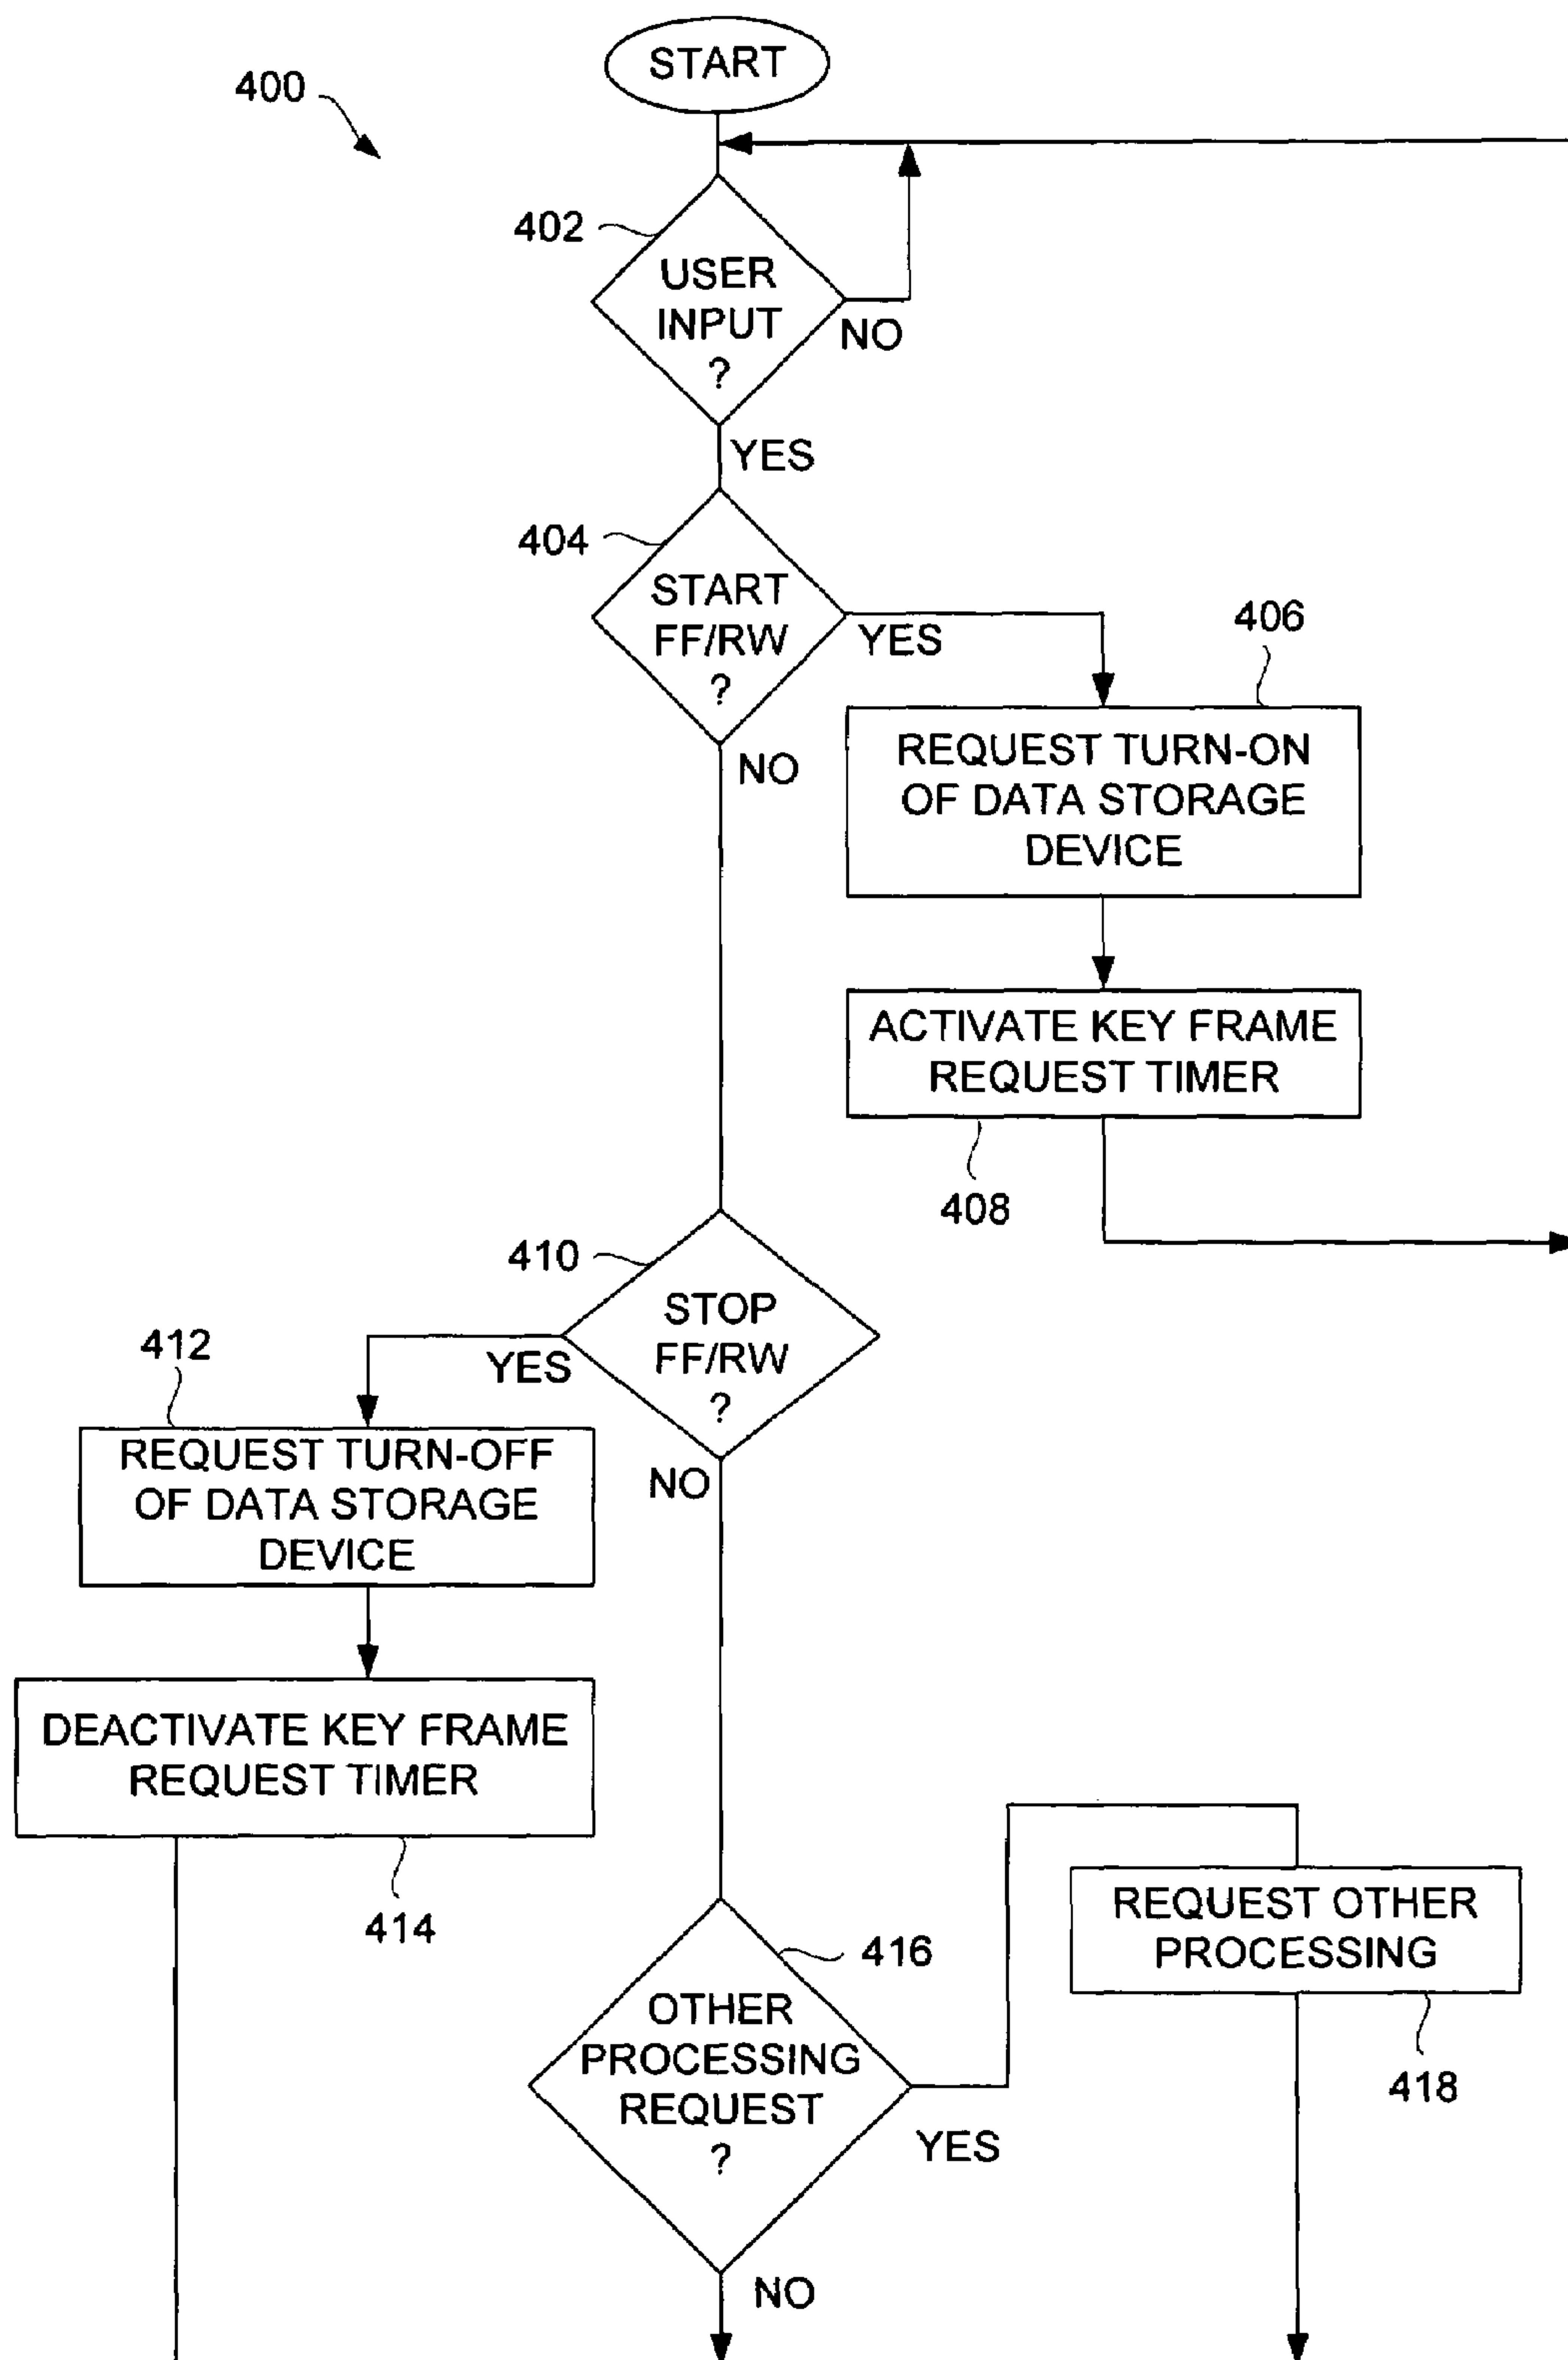 START
400
402
USER
INPUT
?
NO
YES
404
START
FF/RW
?
YES
NO
406
REQUEST TURN-ON
OF DATA STORAGE
DEVICE
ACTIVATE KEY FRAME
REQUEST TIMER
408
410
STOP
FF/RW
?
YES
NO
412
REQUEST TURN-OFF
OF DATA STORAGE
DEVICE
DEACTIVATE KEY FRAME
REQUEST TIMER
414
416
OTHER
PROCESSING
REQUEST
?
YES
NO
REQUEST OTHER
PROCESSING
418